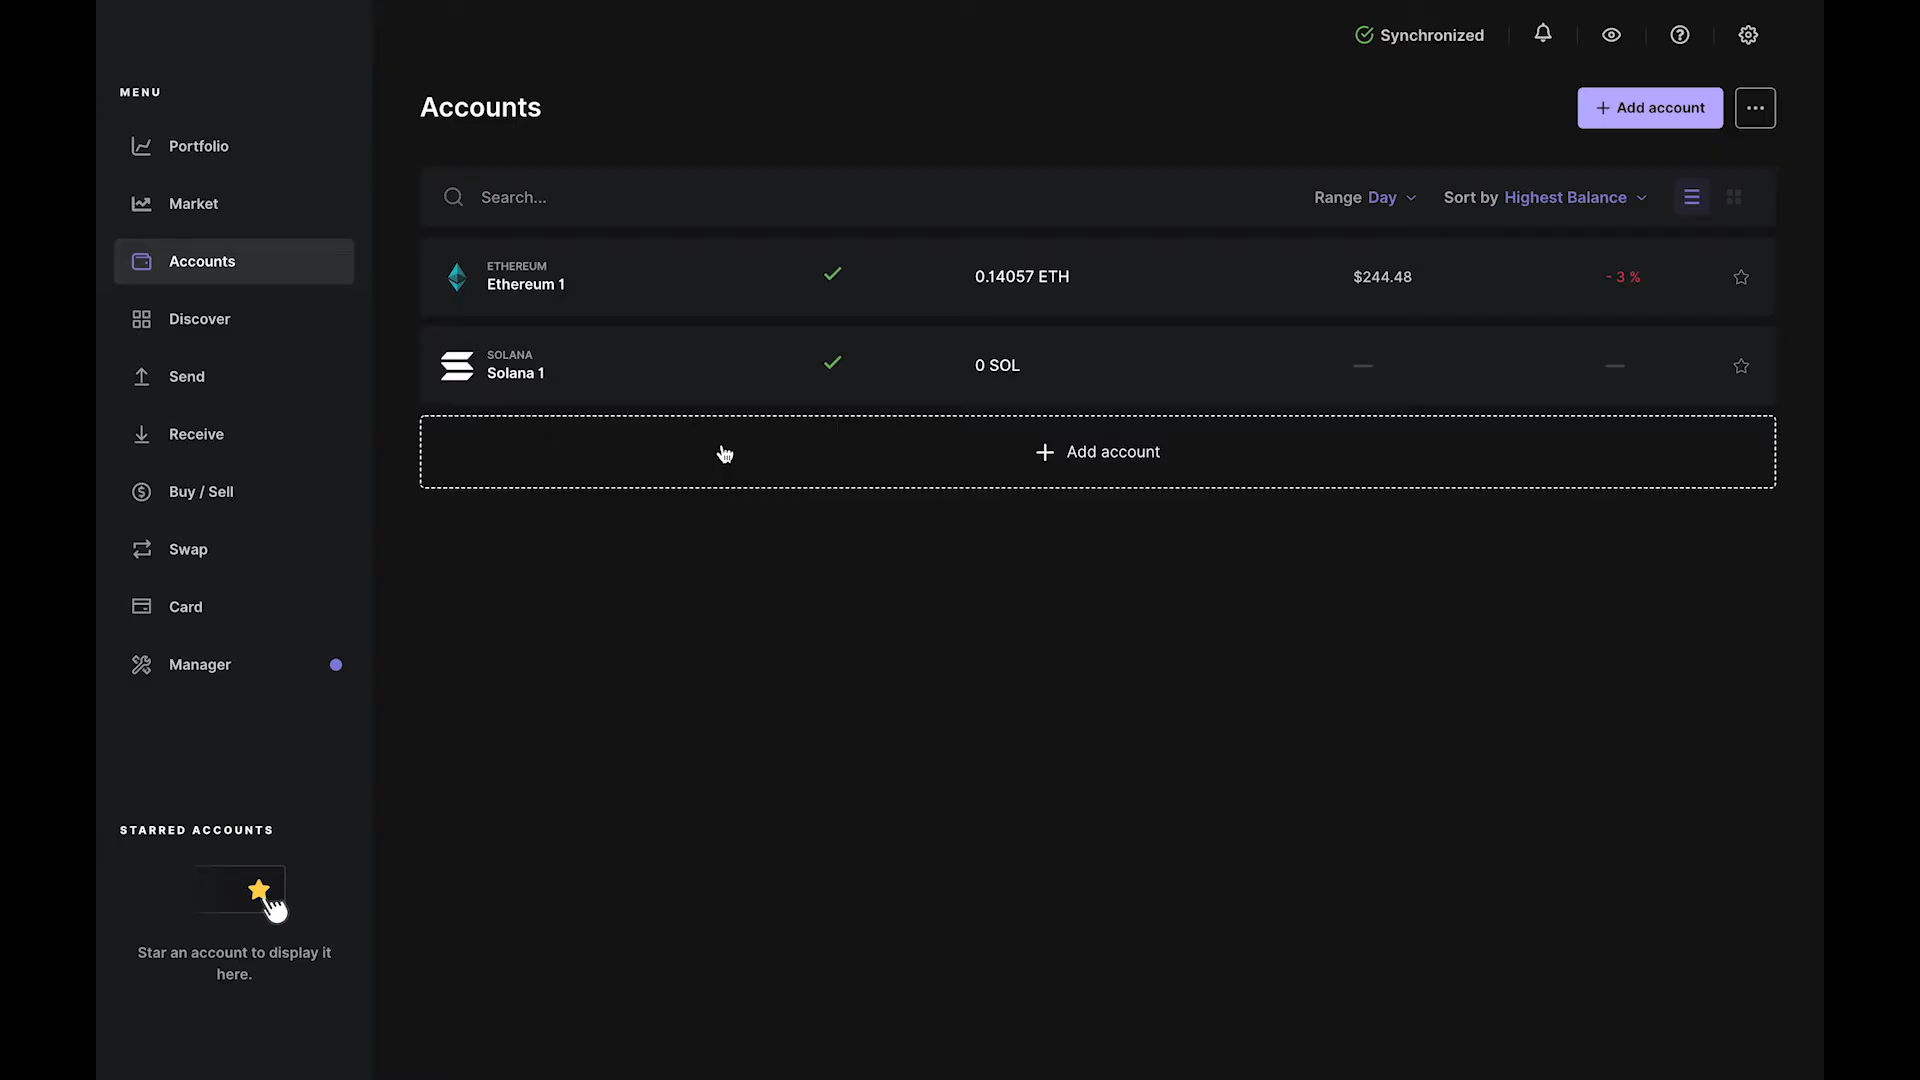 Synchronized
MENU
Portfolio
Market
Accounts
Discover
Send
Receive
Buy / Sell
Swap
Card
Manager
STARRED ACCOUNTS
Star an account to display it
here.
Accounts
+ Add account
Search...
Range Day
Sort by Highest Balance
ETHEREUM
Ethereum 1
0.14057 ETH
$244.48
- 3 %
SOLANA
Solana 1
0 SOL
—
—
+ Add account